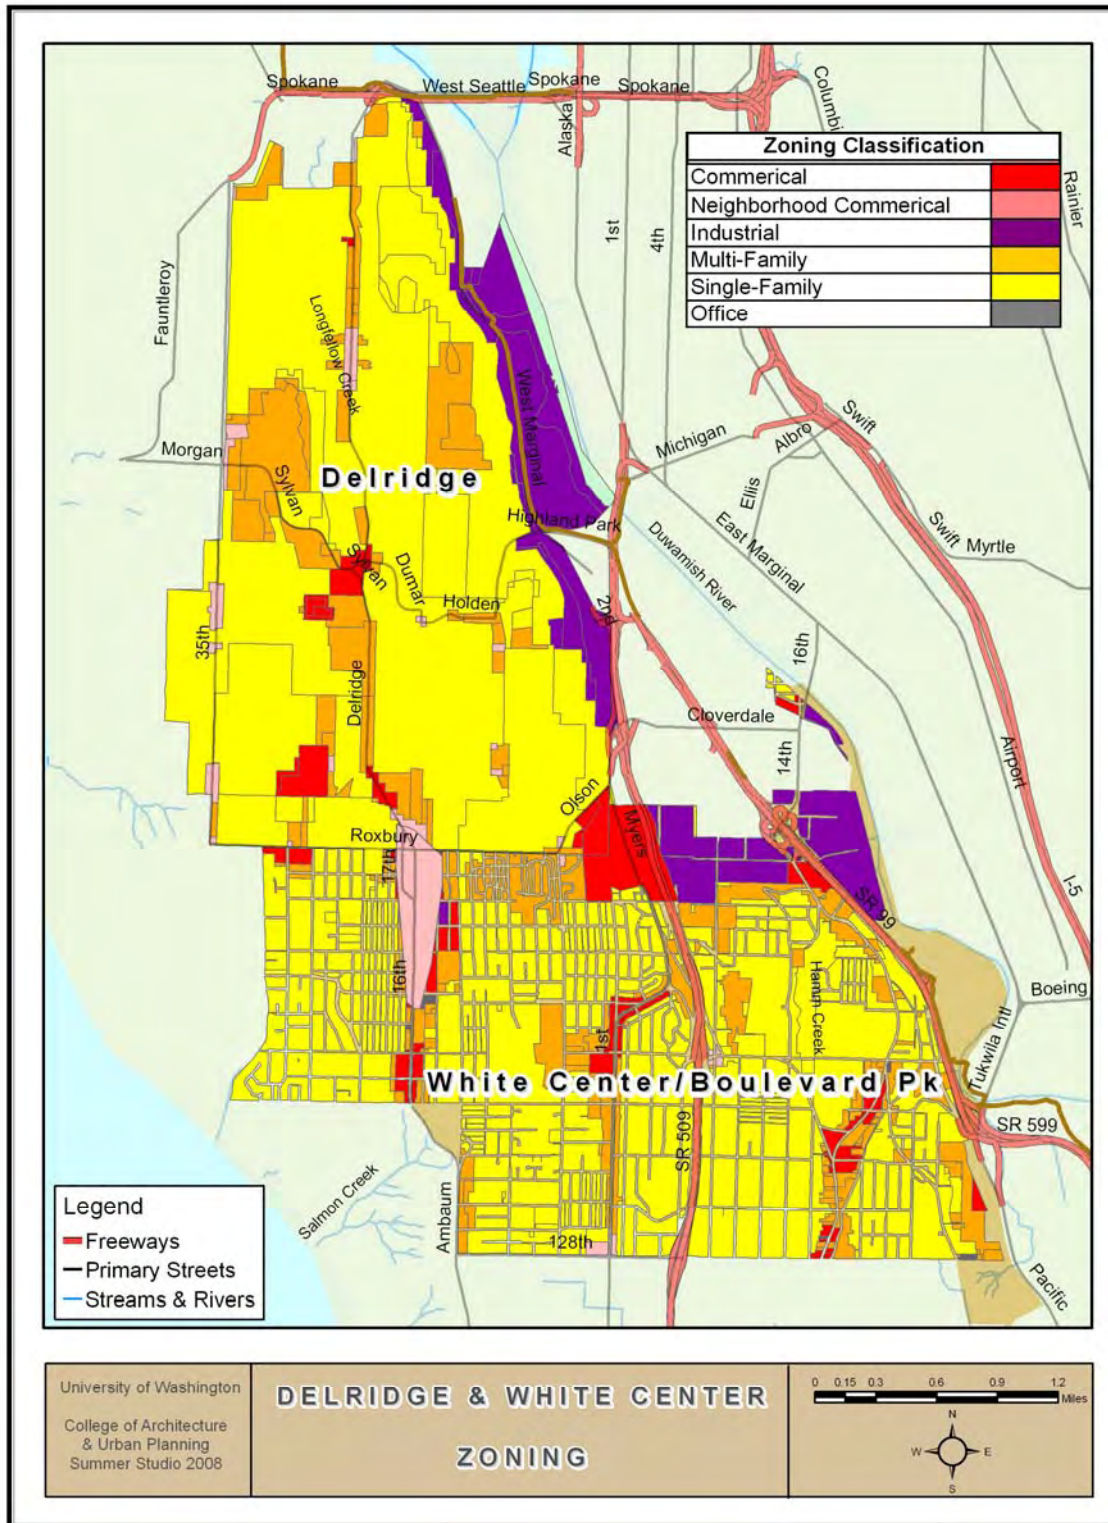 Spokane
West Seattle
Spokane
Spokane
Columbi
Alaska
Zoning Classification
Commerical
Neighborhood Commerical
Industrial
Multi-Family
Single-Family
Office
Rainier
1st
4th
Fauntleroy
Longfellow Creek
West Marginal
Morgan
Sylvan
Delridge
Michigan
Albro
Swift
Ellis
Swift
Myrtle
East Marginal
Highland Park
Duwamish River
Sylvan
Dumar
Holden
2nd
35th
16th
Delridge
Cloverdale
14th
Airport
Olson
Myers
Roxbury
17th
I-5
SR 99
16th
Hamm Creek
Boeing
1st
Tukwila Intl
White Center/Boulevard Pk
SR 599
SR 509
Salmon Creek
Ambaum
128th
Pacific
Legend
Freeways
Primary Streets
Streams & Rivers
University of Washington
College of Architecture
& Urban Planning
Summer Studio 2008
DELRIDGE & WHITE CENTER
ZONING
0 0.15 0.3 0.6 0.9 1.2
Miles
N
W E
S